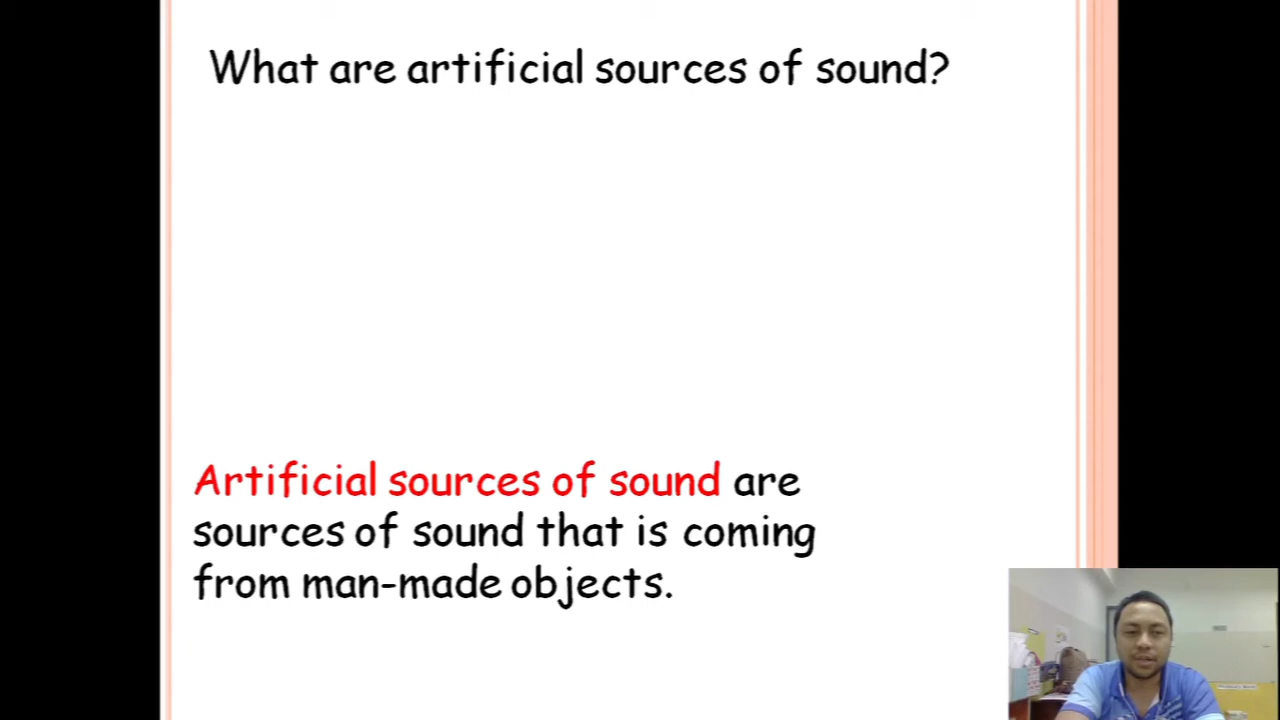 What are artificial sources of sound?
Artificial sources of sound are
sources of sound that is coming
from man-made objects.